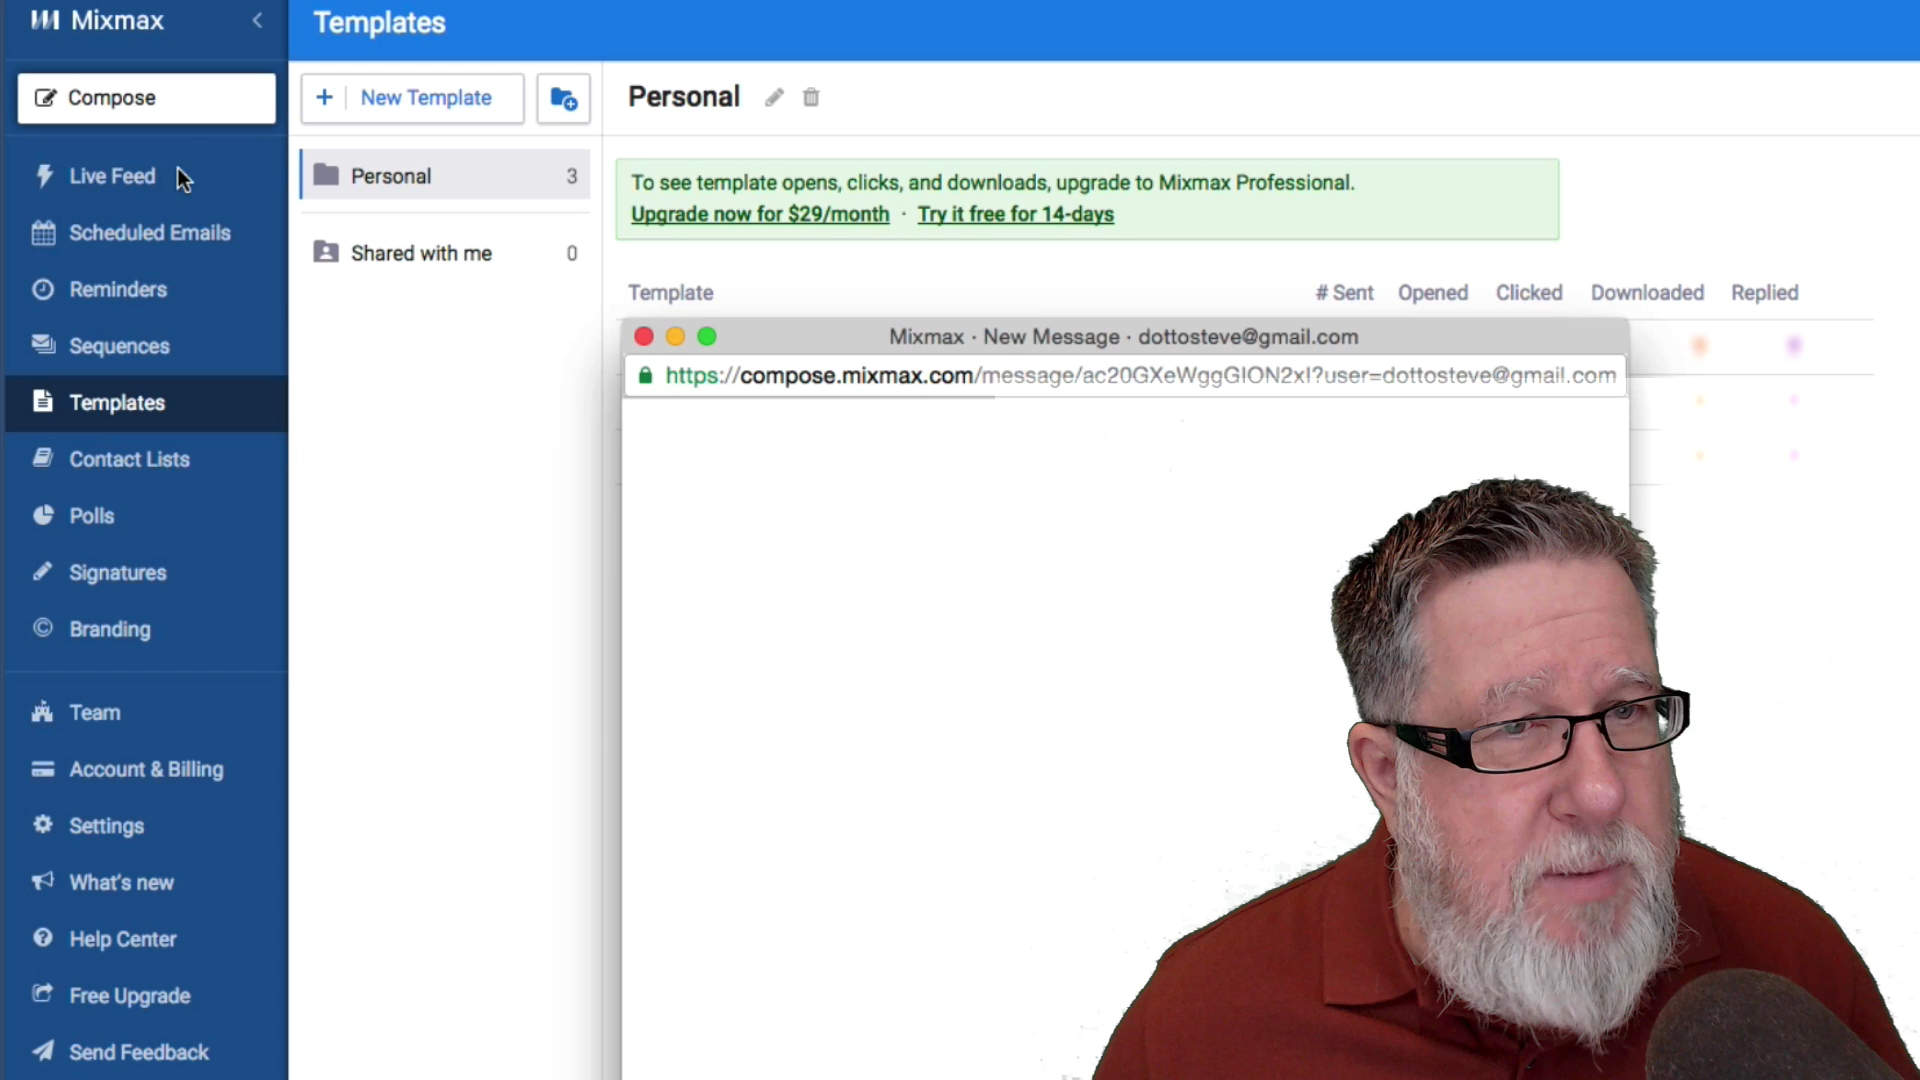 Mixmax
Templates
Compose
New Template
Personal
Live Feed
Personal 3
To see template opens, clicks, and downloads, upgrade to Mixmax Professional.
Upgrade now for $29/month · Try it free for 14-days
Scheduled Emails
Shared with me 0
Reminders
Template # Sent Opened Clicked Downloaded Replied
Sequences
Mixmax · New Message · dottosteve@gmail.com
https://compose.mixmax.com/message/ac20GXeWggGION2xI?user=dottosteve@gmail.com
Templates
Contact Lists
Polls
Signatures
Branding
Team
Account & Billing
Settings
What's new
Help Center
Free Upgrade
Send Feedback